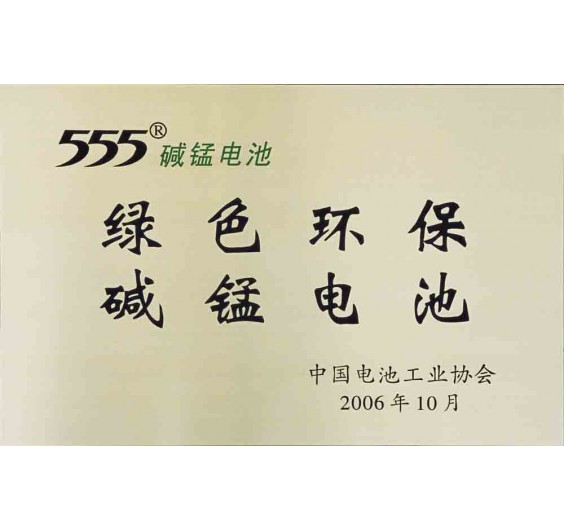 555® 碱锰电池
绿色环保
碱锰电池
中国电池工业协会
2006年10月